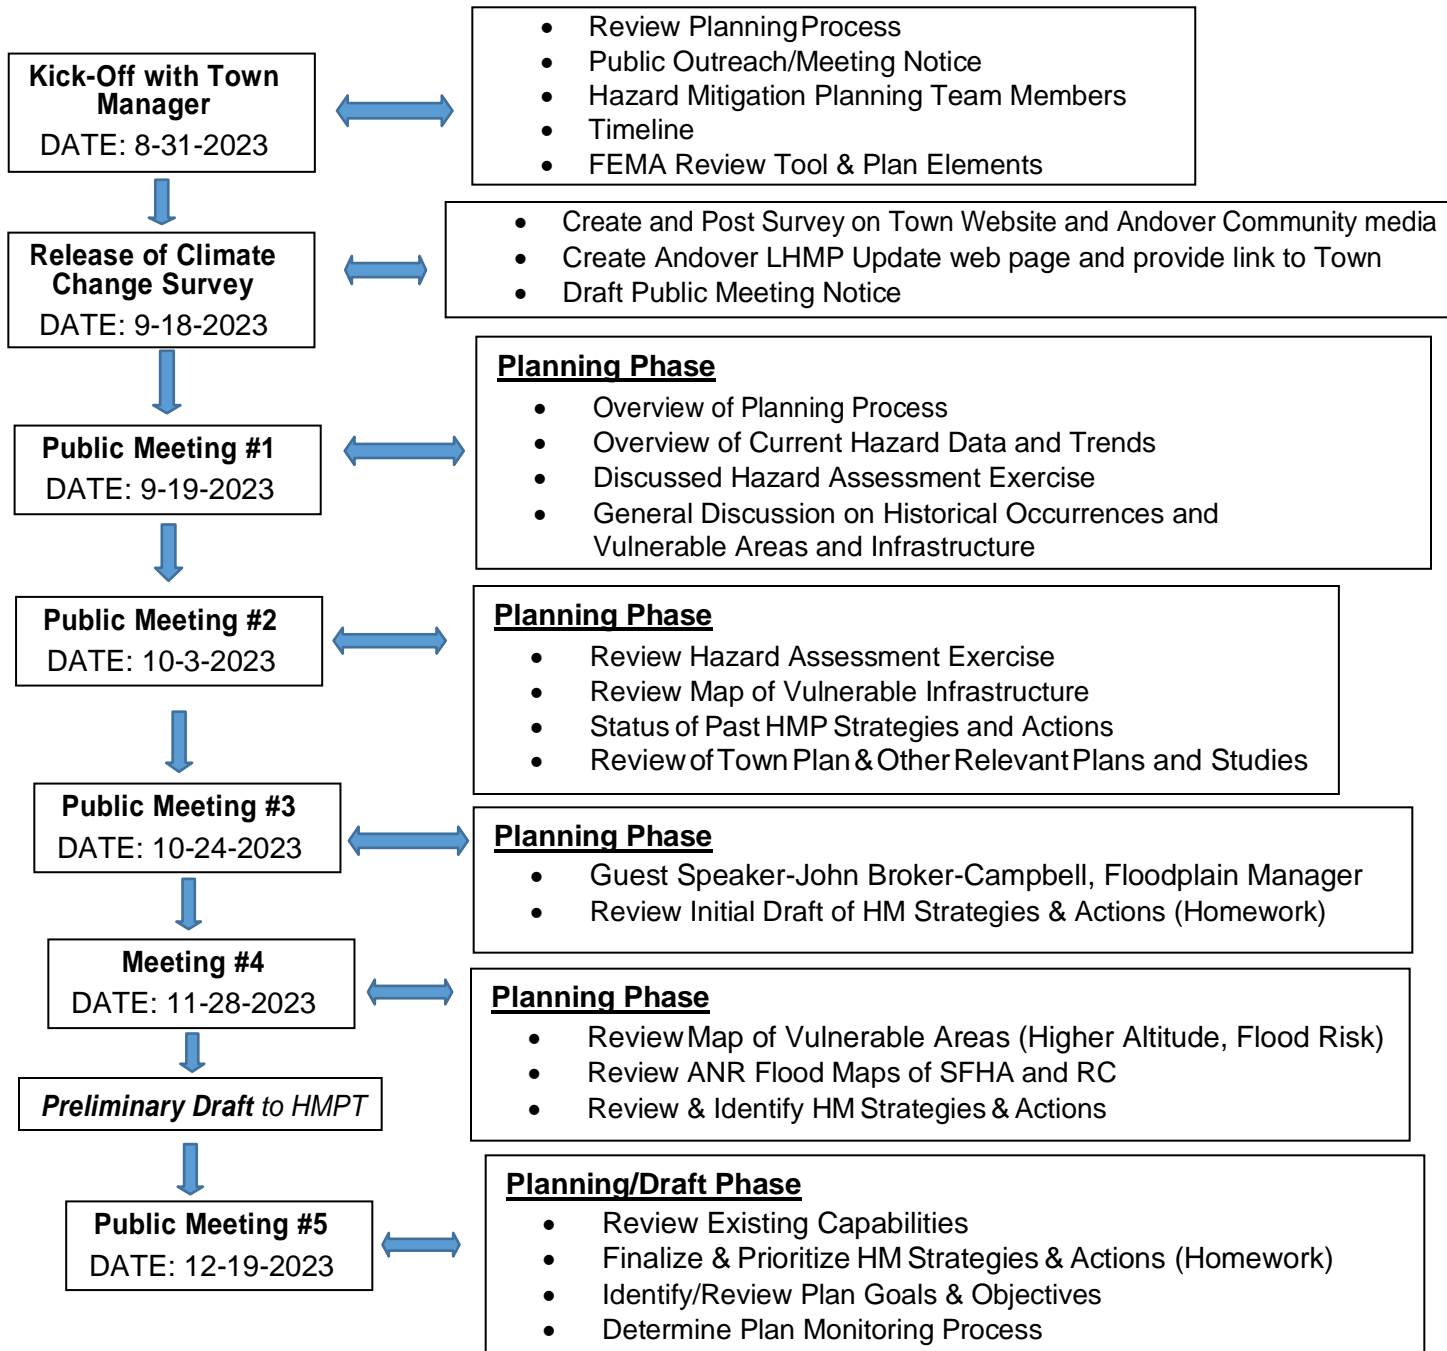 Kick-Off with Town
Manager
DATE: 8-31-2023
• Review Planning Process
• Public Outreach/Meeting Notice
• Hazard Mitigation Planning Team Members
• Timeline
• FEMA Review Tool & Plan Elements
Release of Climate
Change Survey
DATE: 9-18-2023
• Create and Post Survey on Town Website and Andover Community media
• Create Andover LHMP Update web page and provide link to Town
• Draft Public Meeting Notice
Public Meeting #1
DATE: 9-19-2023
Planning Phase
• Overview of Planning Process
• Overview of Current Hazard Data and Trends
• Discussed Hazard Assessment Exercise
• General Discussion on Historical Occurrences and
Vulnerable Areas and Infrastructure
Public Meeting #2
DATE: 10-3-2023
Planning Phase
• Review Hazard Assessment Exercise
• Review Map of Vulnerable Infrastructure
• Status of Past HMP Strategies and Actions
• Review of Town Plan & Other Relevant Plans and Studies
Public Meeting #3
DATE: 10-24-2023
Planning Phase
• Guest Speaker-John Broker-Campbell, Floodplain Manager
• Review Initial Draft of HM Strategies & Actions (Homework)
Meeting #4
DATE: 11-28-2023
Planning Phase
• Review Map of Vulnerable Areas (Higher Altitude, Flood Risk)
• Review ANR Flood Maps of SFHA and RC
• Review & Identify HM Strategies & Actions
Preliminary Draft to HMPT
Public Meeting #5
DATE: 12-19-2023
Planning/Draft Phase
• Review Existing Capabilities
• Finalize & Prioritize HM Strategies & Actions (Homework)
• Identify/Review Plan Goals & Objectives
• Determine Plan Monitoring Process